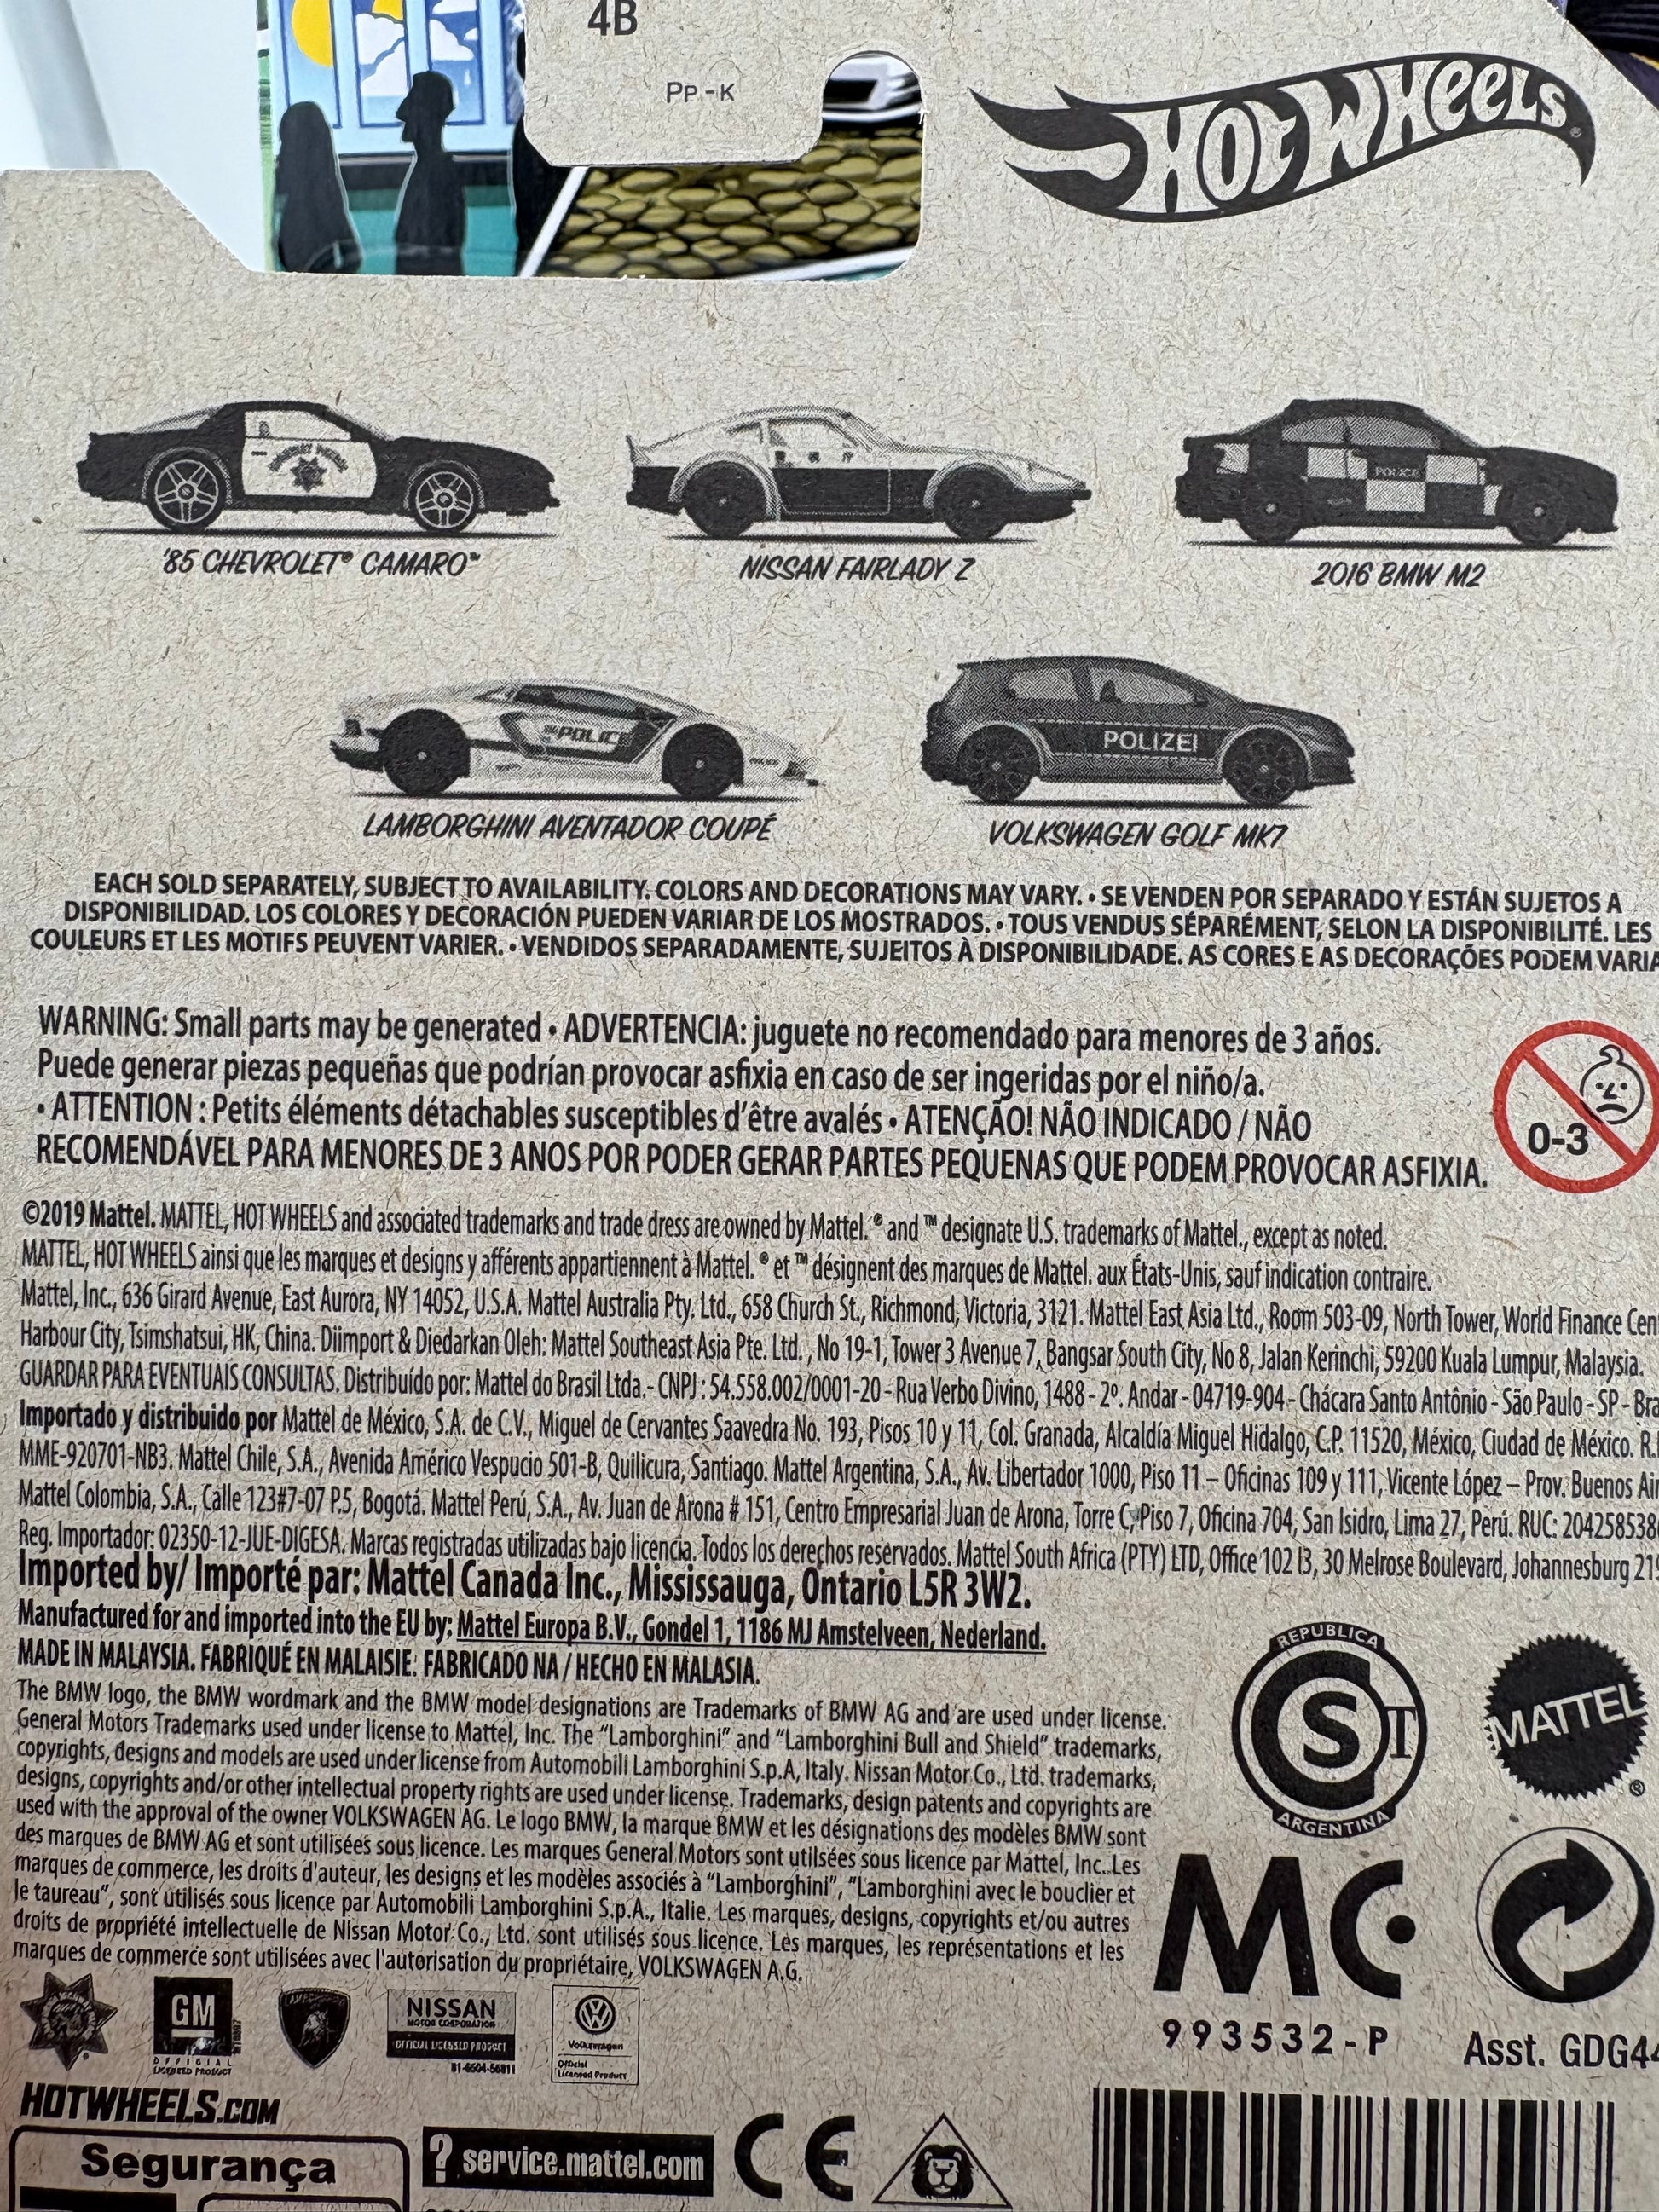 4B
PP-K
HOT WHEELS®
HIGHWAY PATROL
POLICE
'85 CHEVROLET® CAMARO™
NISSAN FAIRLADY Z
2016 BMW M2
POLICE
POLIZEI
LAMBORGHINI AVENTADOR COUPÉ
VOLKSWAGEN GOLF MK7
EACH SOLD SEPARATELY, SUBJECT TO AVAILABILITY. COLORS AND DECORATIONS MAY VARY. • SE VENDEN POR SEPARADO Y ESTÁN SUJETOS A
DISPONIBILIDAD. LOS COLORES Y DECORACIÓN PUEDEN VARIAR DE LOS MOSTRADOS. • TOUS VENDUS SÉPARÉMENT, SELON LA DISPONIBILITÉ. LES
COULEURS ET LES MOTIFS PEUVENT VARIER. • VENDIDOS SEPARADAMENTE, SUJEITOS À DISPONIBILIDADE. AS CORES E AS DECORAÇÕES PODEM VARIA
WARNING: Small parts may be generated • ADVERTENCIA: juguete no recomendado para menores de 3 años.
Puede generar piezas pequeñas que podrían provocar asfixia en caso de ser ingeridas por el niño/a.
• ATTENTION : Petits éléments détachables susceptibles d'être avalés • ATENÇÃO! NÃO INDICADO / NÃO
RECOMENDÁVEL PARA MENORES DE 3 ANOS POR PODER GERAR PARTES PEQUENAS QUE PODEM PROVOCAR ASFIXIA.
0-3
©2019 Mattel. MATTEL, HOT WHEELS and associated trademarks and trade dress are owned by Mattel. ® and ™ designate U.S. trademarks of Mattel., except as noted.
MATTEL, HOT WHEELS ainsi que les marques et designs y afférents appartiennent à Mattel. ® et ™ désignent des marques de Mattel. aux États-Unis, sauf indication contraire.
Mattel, Inc., 636 Girard Avenue, East Aurora, NY 14052, U.S.A. Mattel Australia Pty. Ltd., 658 Church St., Richmond, Victoria, 3121. Mattel East Asia Ltd., Room 503-09, North Tower, World Finance Cen
Harbour City, Tsimshatsui, HK, China. Diimport & Diedarkan Oleh: Mattel Southeast Asia Pte. Ltd. , No 19-1, Tower 3 Avenue 7, Bangsar South City, No 8, Jalan Kerinchi, 59200 Kuala Lumpur, Malaysia.
GUARDAR PARA EVENTUAIS CONSULTAS. Distribuído por: Mattel do Brasil Ltda.- CNPJ : 54.558.002/0001-20 - Rua Verbo Divino, 1488 - 2º. Andar - 04719-904 - Chácara Santo Antônio - São Paulo - SP - Bra
Importado y distribuido por Mattel de México, S.A. de C.V., Miguel de Cervantes Saavedra No. 193, Pisos 10 y 11, Col. Granada, Alcaldía Miguel Hidalgo, C.P. 11520, México, Ciudad de México. R.
MME-920701-NB3. Mattel Chile, S.A., Avenida Américo Vespucio 501-B, Quilicura, Santiago. Mattel Argentina, S.A., Av. Libertador 1000, Piso 11 – Oficinas 109 y 111, Vicente López – Prov. Buenos Air
Mattel Colombia, S.A., Calle 123#7-07 P.5, Bogotá. Mattel Perú, S.A., Av. Juan de Arona # 151, Centro Empresarial Juan de Arona, Torre C, Piso 7, Oficina 704, San Isidro, Lima 27, Perú. RUC: 204258538
Reg. Importador: 02350-12-JUE-DIGESA. Marcas registradas utilizadas bajo licencia. Todos los derechos reservados. Mattel South Africa (PTY) LTD, Office 102 I3, 30 Melrose Boulevard, Johannesburg 21
Imported by/ Importé par: Mattel Canada Inc., Mississauga, Ontario L5R 3W2.
Manufactured for and imported into the EU by: Mattel Europa B.V., Gondel 1, 1186 MJ Amstelveen, Nederland.
MADE IN MALAYSIA. FABRIQUÉ EN MALAISIE. FABRICADO NA / HECHO EN MALASIA.
The BMW logo, the BMW wordmark and the BMW model designations are Trademarks of BMW AG and are used under license.
General Motors Trademarks used under license to Mattel, Inc. The "Lamborghini" and "Lamborghini Bull and Shield" trademarks,
copyrights, designs and models are used under license from Automobili Lamborghini S.p.A, Italy. Nissan Motor Co., Ltd. trademarks,
designs, copyrights and/or other intellectual property rights are used under license. Trademarks, design patents and copyrights are
used with the approval of the owner VOLKSWAGEN AG. Le logo BMW, la marque BMW et les désignations des modèles BMW sont
des marques de BMW AG et sont utilisées sous licence. Les marques General Motors sont utilsées sous licence par Mattel, Inc..Les
marques de commerce, les droits d'auteur, les designs et les modèles associés à "Lamborghini", "Lamborghini avec le bouclier et
le taureau", sont utilisés sous licence par Automobili Lamborghini S.p.A., Italie. Les marques, designs, copyrights et/ou autres
droits de propriété intellectuelle de Nissan Motor Co., Ltd. sont utilisés sous licence. Les marques, les représentations et les
marques de commerce sont utilisées avec l'autorisation du propriétaire, VOLKSWAGEN A.G.
REPUBLICA
CST
ARGENTINA
MATTEL®
MC
993532-P
Asst. GDG44
GM
OFFICIAL
LICENSED PRODUCT
NISSAN
MOTOR CORPORATION
OFFICIAL LICENSED PRODUCT
Volkswagen
Official
Licensed Product
HOTWHEELS.COM
Segurança
? service.mattel.com
CE